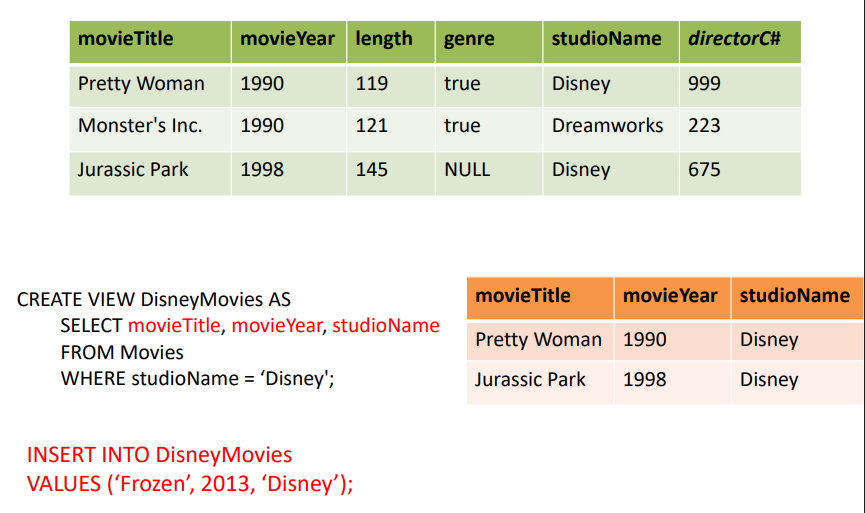 movieTitle movieYear length genre studioName directorC#
Pretty Woman 1990 119 true Disney 999
Monster's Inc. 1990 121 true Dreamworks 223
Jurassic Park 1998 145 NULL Disney 675
CREATE VIEW DisneyMovies AS
SELECT movieTitle, movieYear, studioName
FROM Movies
WHERE studioName = ‘Disney';
movieTitle movieYear studioName
Pretty Woman 1990 Disney
Jurassic Park 1998 Disney
INSERT INTO DisneyMovies
VALUES (‘Frozen’, 2013, ‘Disney’);